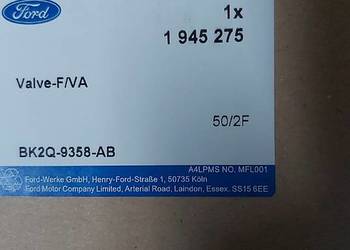 Ford
1x
1 945 275
Valve-F/VA
50/2F
BK2Q-9358-AB
A4LPMS NO. MFL001
Ford-Werke GmbH, Henry-Ford-Straße 1, 50735 Köln
Ford Motor Company Limited, Arterial Road, Laindon, Essex. SS15 6EE